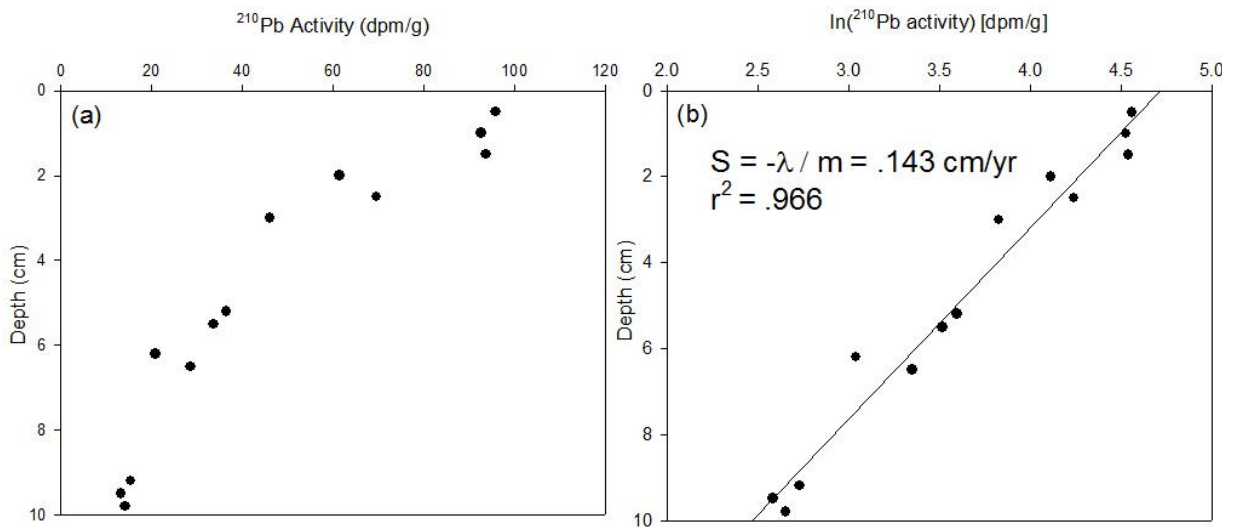 ²¹⁰Pb Activity (dpm/g)
0 20 40 60 80 100 120
(a)
Depth (cm)
0
2
4
6
8
10
ln(²¹⁰Pb activity) [dpm/g]
2.0 2.5 3.0 3.5 4.0 4.5 5.0
(b)
S = -λ / m = .143 cm/yr
r² = .966
Depth (cm)
0
2
4
6
8
10